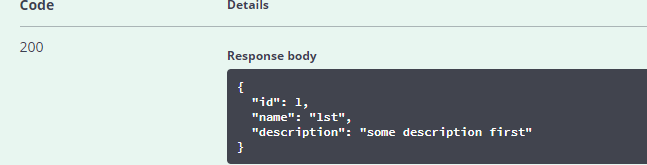 Code
Details
200
Response body
{
"id": 1,
"name": "1st",
"description": "some description first"
}